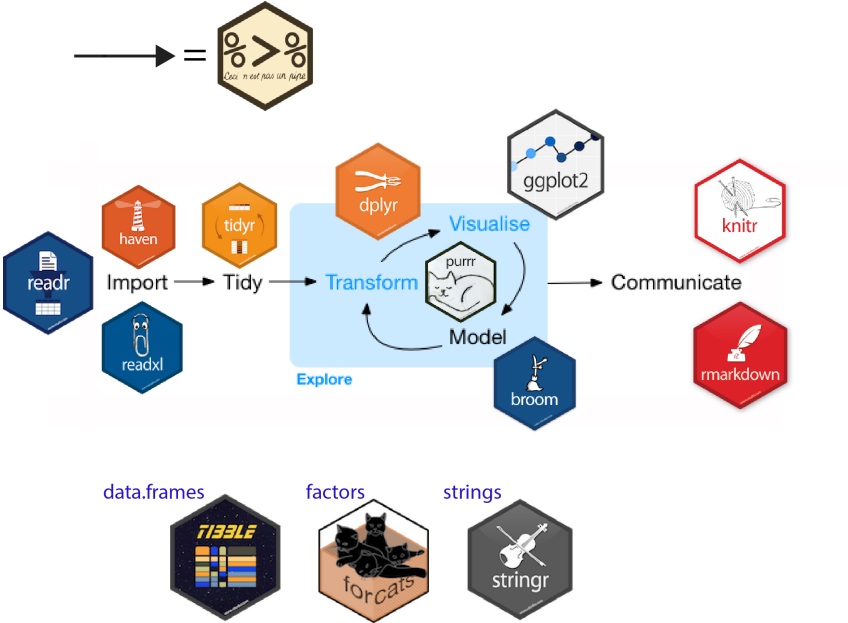 =
%>%
Ceci n'est pas un pipe
ggplot2
dplyr
knitr
haven
tidyr
Visualise
purrr
readr
Import
Tidy
Transform
Communicate
Model
readxl
Explore
broom
rmarkdown
data.frames
factors
strings
TIBBLE
forcats
stringr